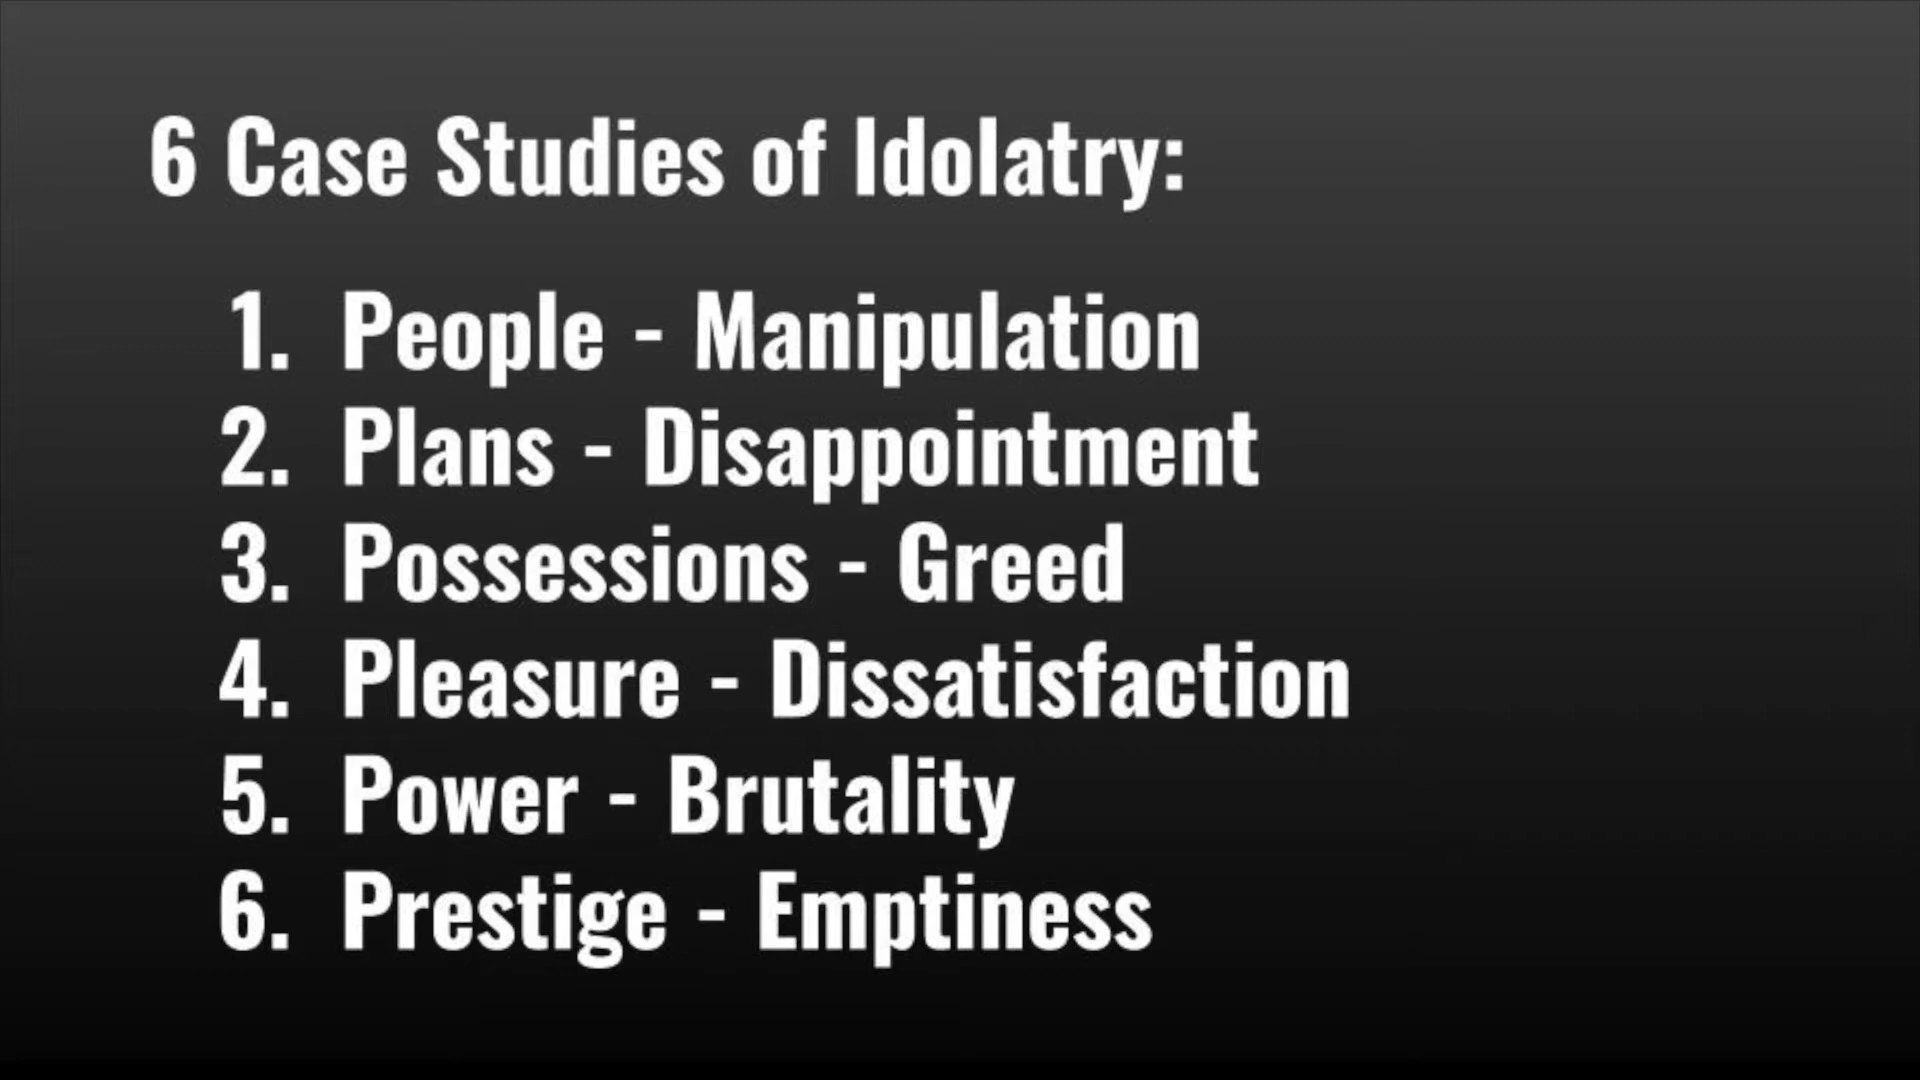 6 Case Studies of Idolatry:
1. People - Manipulation
2. Plans - Disappointment
3. Possessions - Greed
4. Pleasure - Dissatisfaction
5. Power - Brutality
6. Prestige - Emptiness